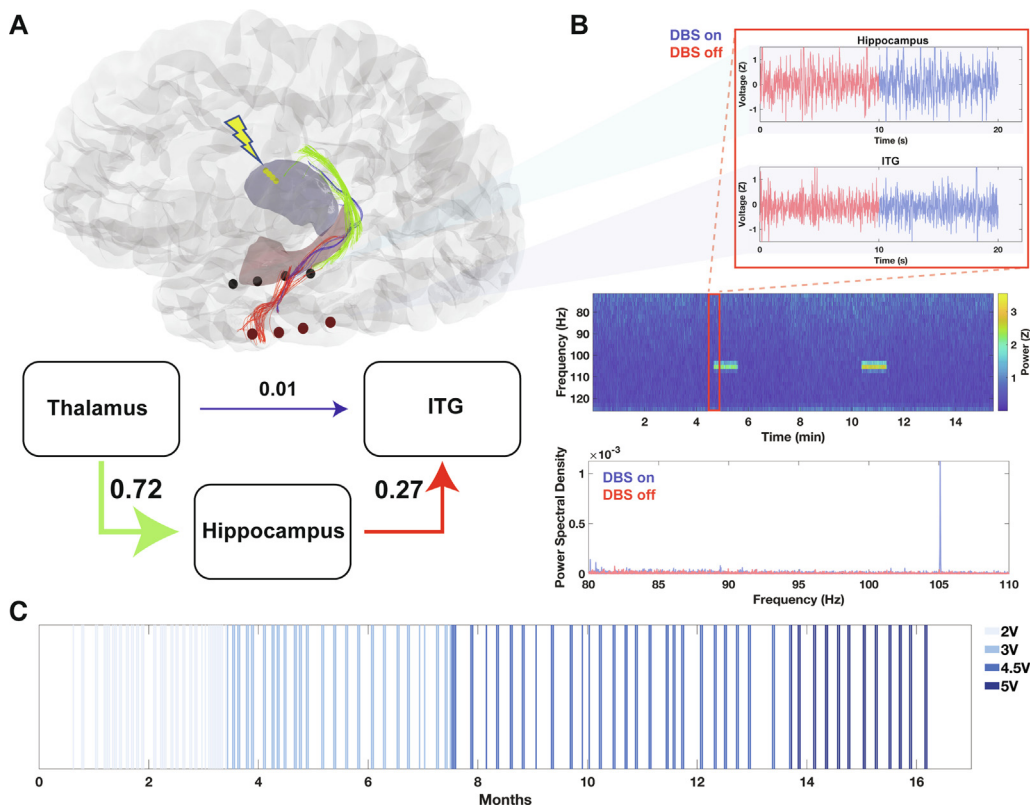 A
Thalamus
0.01
ITG
0.72
Hippocampus
0.27
B
DBS on
DBS off
Hippocampus
Voltage (Z)
1
0
-1
0
10
20
Time (s)
ITG
Voltage (Z)
1
0
-1
0
10
20
Time (s)
Frequency (Hz)
80
90
100
110
120
2
4
6
8
10
12
14
Time (min)
3
2
1
Power (Z)
×10⁻³
Power Spectral Density
1
0.5
0
DBS on
DBS off
80
85
90
95
100
105
110
Frequency (Hz)
C
2V
3V
4.5V
5V
0
2
4
6
8
10
12
14
16
Months